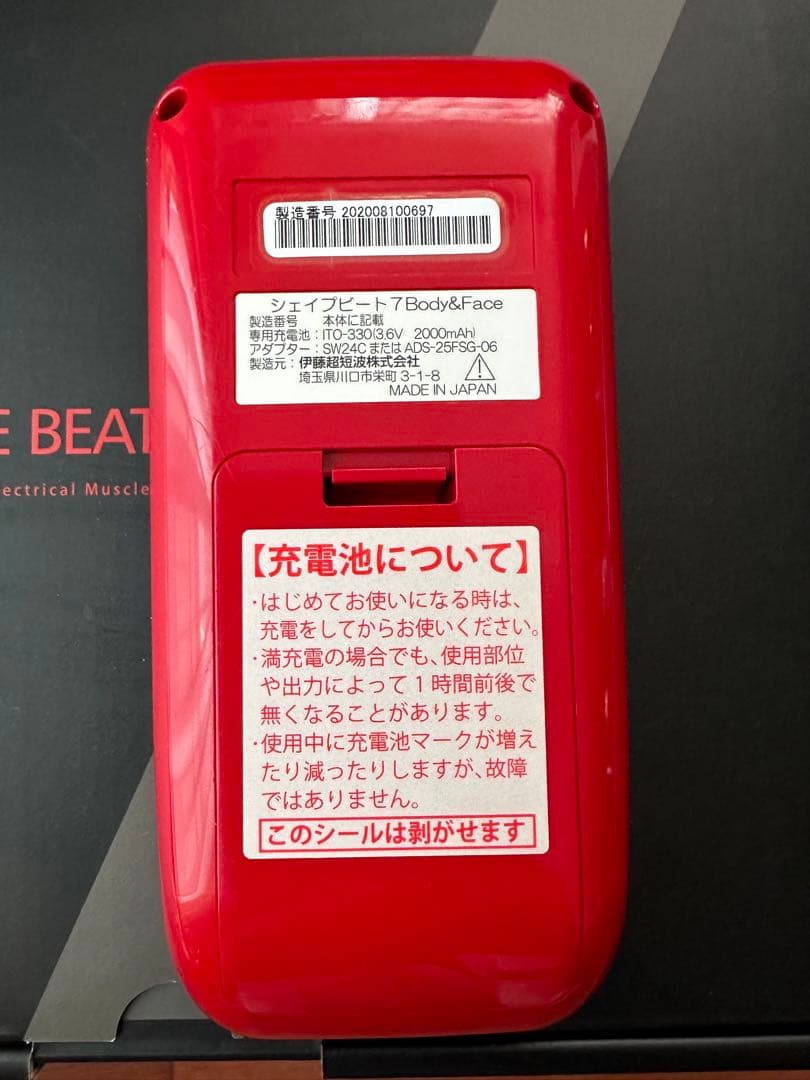 製造番号 202008100697
シェイプビート7 Body&Face
製造番号 本体に記載
専用充電池：ITO-330(3.6V 2000mAh)
アダプター：SW24C または ADS-25FSG-06
製造元：伊藤超短波株式会社
埼玉県川口市栄町 3-1-8
MADE IN JAPAN
E BEAT
ectrical Muscle
【充電池について】
・はじめてお使いになる時は、
充電をしてからお使いください。
・満充電の場合でも、使用部位
や出力によって1時間前後で
無くなることがあります。
・使用中に充電池マークが増え
たり減ったりしますが、故障
ではありません。
このシールは剥がせます